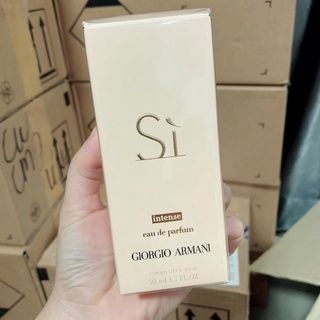 Sì
intense
eau de parfum
GIORGIO ARMANI
50 ml 1.7 FL.OZ.